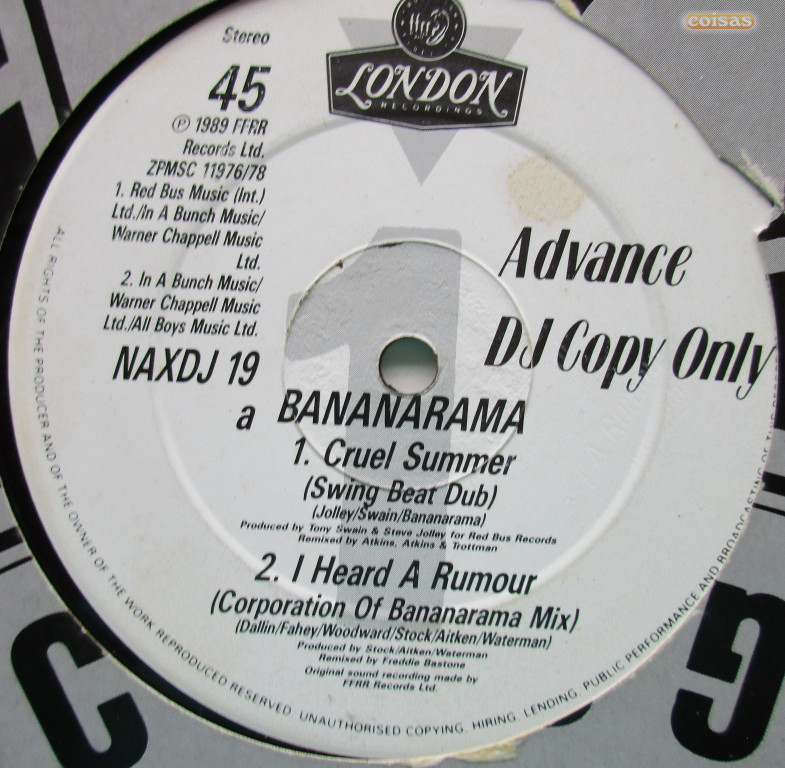 coisas
ffrr
LONDON
RECORDINGS
Stereo
45
℗ 1989 FFRR
Records Ltd.
ZPMSC 11976/78
1. Red Bus Music (Int.)
Ltd./In A Bunch Music/
Warner Chappell Music
Ltd.
2. In A Bunch Music/
Warner Chappell Music
Ltd./All Boys Music Ltd.
NAXDJ 19
Advance
DJ Copy Only
a BANANARAMA
1. Cruel Summer
(Swing Beat Dub)
(Jolley/Swain/Bananarama)
Produced by Tony Swain & Steve Jolley for Red Bus Records
Remixed by Atkins, Atkins & Trottman
2. I Heard A Rumour
(Corporation Of Bananarama Mix)
(Dallin/Fahey/Woodward/Stock/Aitken/Waterman)
Produced by Stock/Aitken/Waterman
Remixed by Freddie Bastone
Original sound recording made by
FFRR Records Ltd.
1
ALL RIGHTS OF THE PRODUCER AND OF THE OWNER OF THE WORK REPRODUCED RESERVED. UNAUTHORISED COPYING, HIRING, LENDING, PUBLIC PERFORMANCE AND BROADCASTING OF THIS